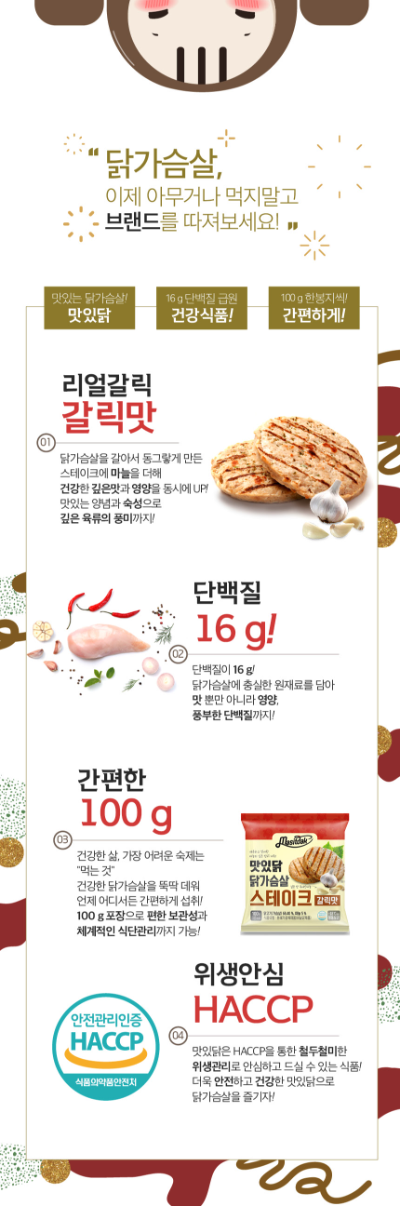 " 닭가슴살,
이제 아무거나 먹지말고
브랜드를 따져보세요! "
맛있는 닭가슴살!
맛있닭
16 g 단백질 급원
건강식품!
100 g 한봉지씩!
간편하게!
리얼갈릭
갈릭맛
01
닭가슴살을 갈아서 동그랗게 만든
스테이크에 마늘을 더해
건강한 깊은맛과 영양을 동시에 UP!
맛있는 양념과 숙성으로
깊은 육류의 풍미까지!
단백질
16 g!
02
단백질이 16 g!
닭가슴살에 충실한 원재료를 담아
맛 뿐만 아니라 영양,
풍부한 단백질까지!
간편한
100 g
03
건강한 삶, 가장 어려운 숙제는
"먹는 것"
건강한 닭가슴살을 뚝딱 데워
언제 어디서든 간편하게 섭취!
100 g 포장으로 편한 보관성과
체계적인 식단관리까지 가능!
Masitdak
맛있닭
닭가슴살
스테이크 갈릭맛
위생안심
HACCP
04
안전관리인증
HACCP
식품의약품안전처
맛있닭은 HACCP을 통한 철두철미한
위생관리로 안심하고 드실 수 있는 식품!
더욱 안전하고 건강한 맛있닭으로
닭가슴살을 즐기자!